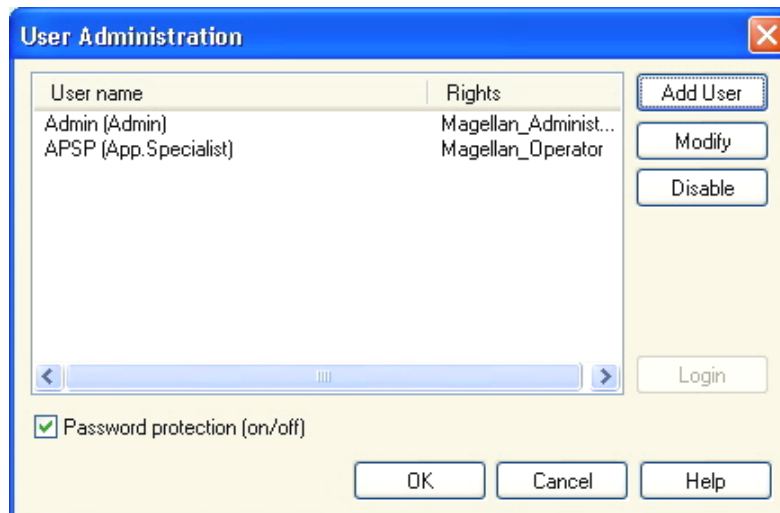 User Administration
User name Rights
Admin (Admin) Magellan_Administ...
APSP (App.Specialist) Magellan_Operator
Add User
Modify
Disable
Login
Password protection (on/off)
OK Cancel Help